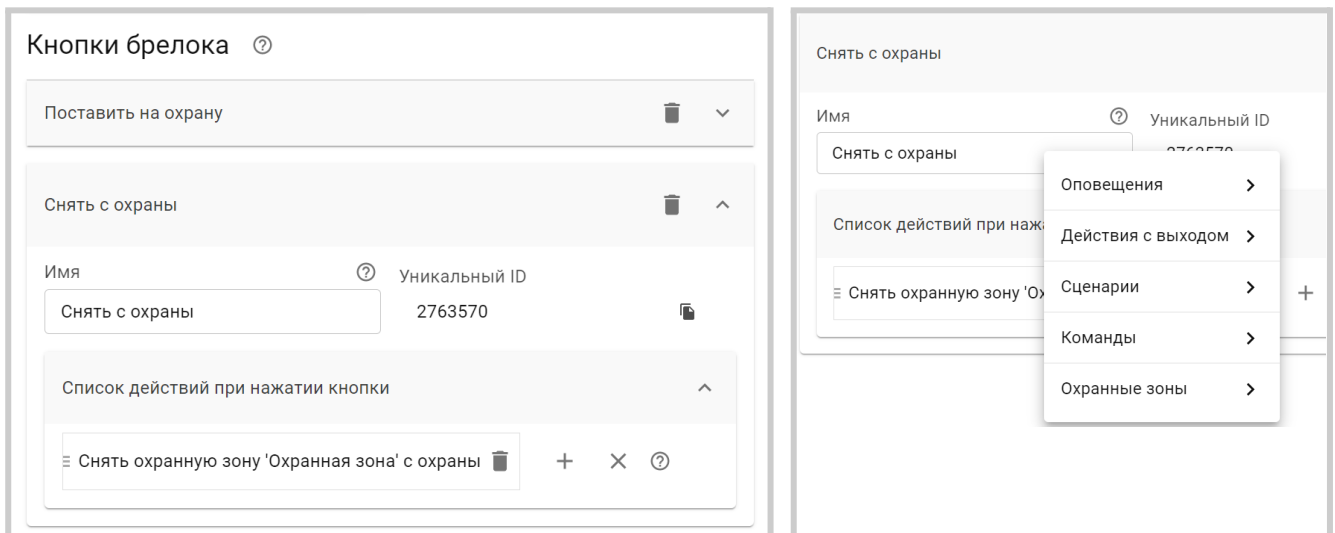 Кнопки брелока
Поставить на охрану
Снять с охраны
Имя
Уникальный ID
Снять с охраны
2763570
Список действий при нажатии кнопки
Снять охранную зону 'Охранная зона' с охраны
Снять с охраны
Имя
Уникальный ID
Снять с охраны
2763570
Оповещения
Список действий при наж
Действия с выходом
Снять охранную зону 'Ох
Сценарии
Команды
Охранные зоны